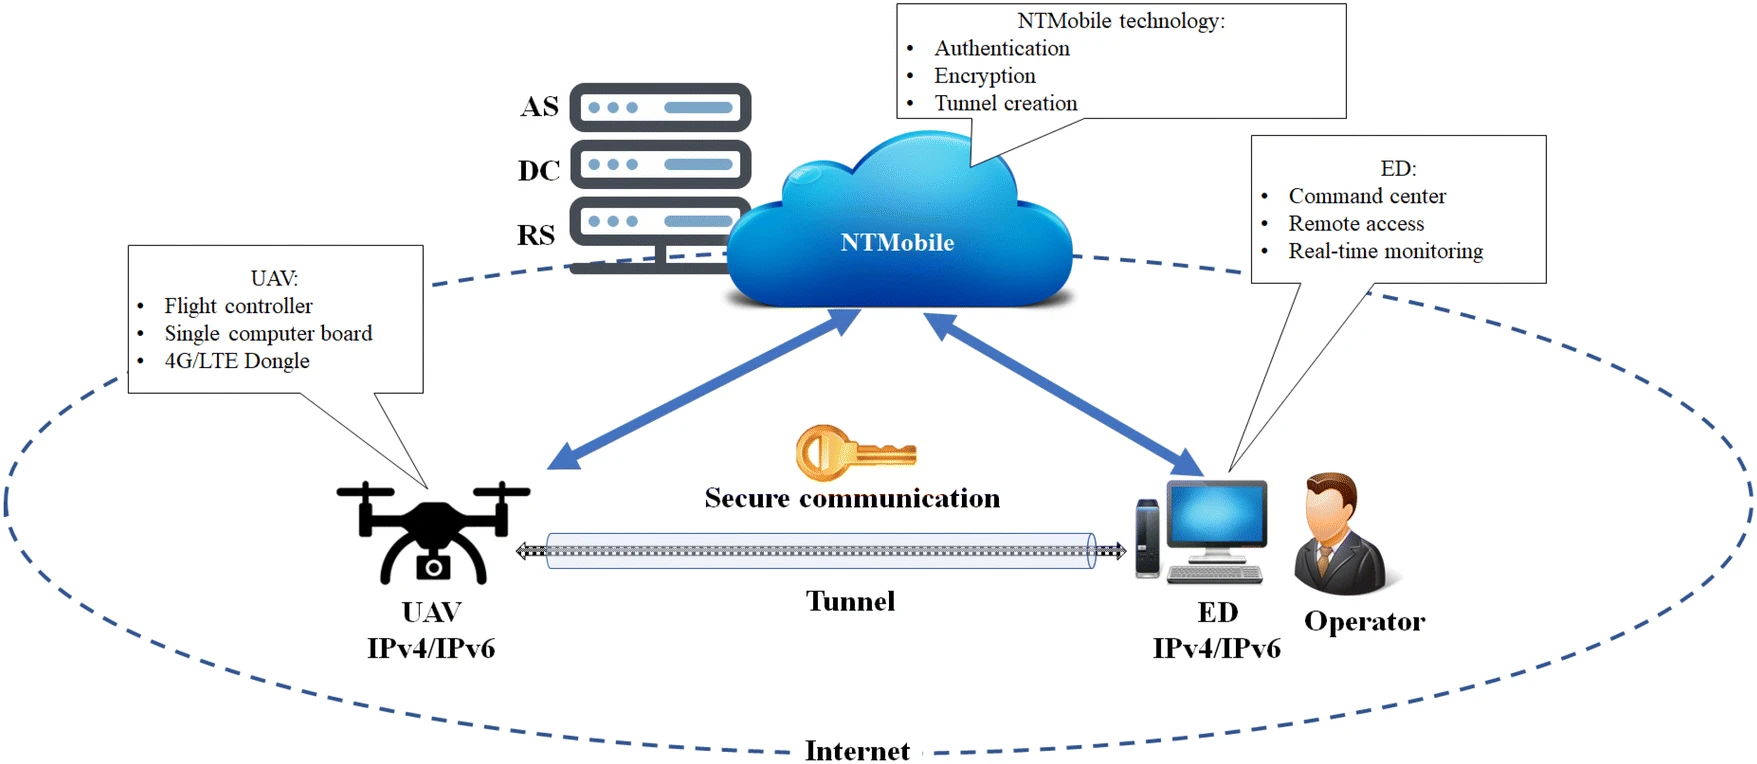 NTMobile technology:
• Authentication
• Encryption
• Tunnel creation
AS
DC
RS
NTMobile
ED:
• Command center
• Remote access
• Real-time monitoring
UAV:
• Flight controller
• Single computer board
• 4G/LTE Dongle
Secure communication
Tunnel
UAV
IPv4/IPv6
ED
IPv4/IPv6
Operator
Internet